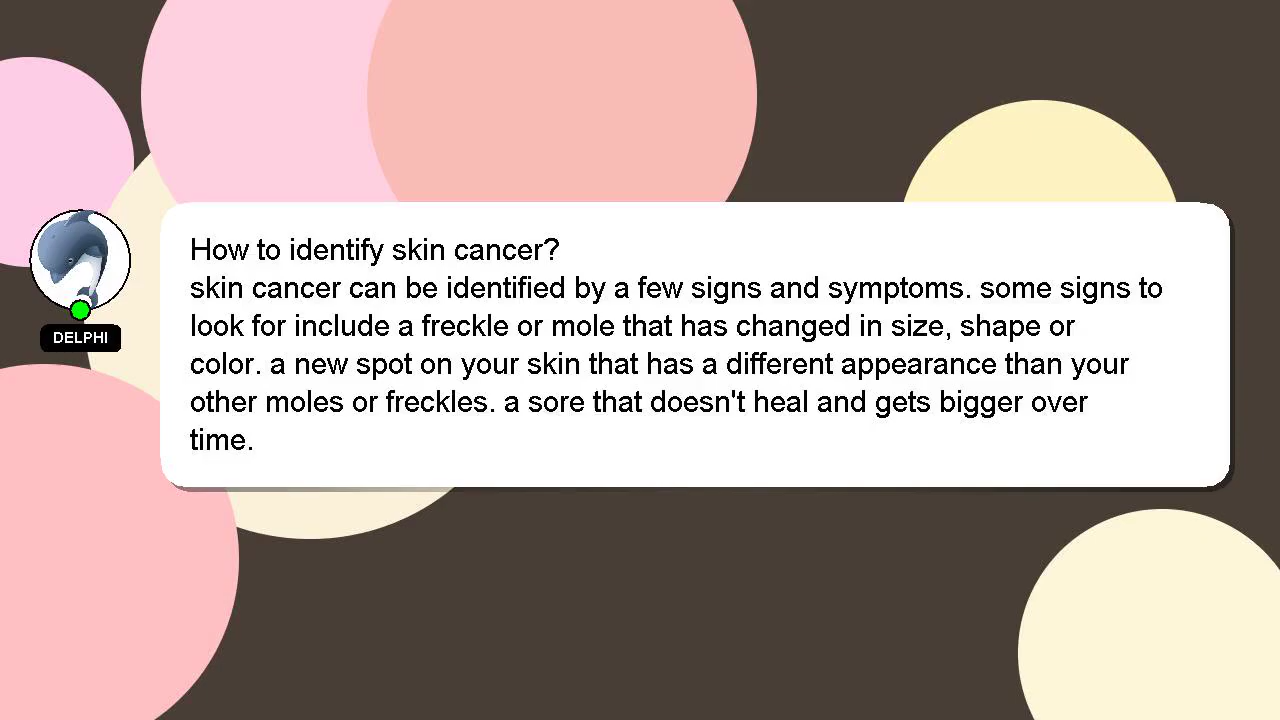 How to identify skin cancer?
skin cancer can be identified by a few signs and symptoms. some signs to
look for include a freckle or mole that has changed in size, shape or
color. a new spot on your skin that has a different appearance than your
other moles or freckles. a sore that doesn't heal and gets bigger over
time.
DELPHI